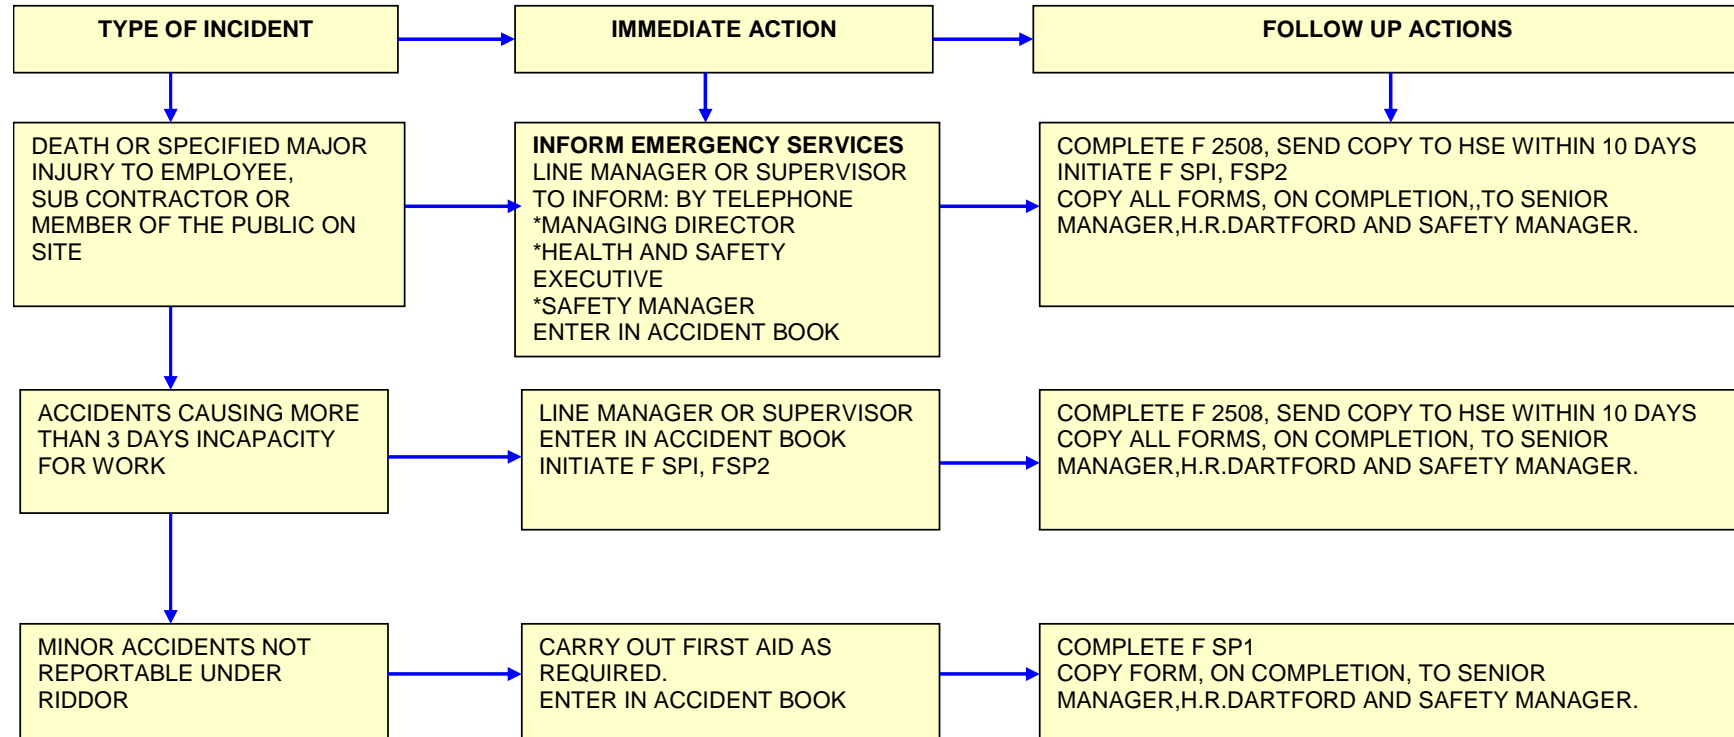 TYPE OF INCIDENT
IMMEDIATE ACTION
FOLLOW UP ACTIONS
DEATH OR SPECIFIED MAJOR
INJURY TO EMPLOYEE,
SUB CONTRACTOR OR
MEMBER OF THE PUBLIC ON
SITE
INFORM EMERGENCY SERVICES
LINE MANAGER OR SUPERVISOR
TO INFORM: BY TELEPHONE
*MANAGING DIRECTOR
*HEALTH AND SAFETY
EXECUTIVE
*SAFETY MANAGER
ENTER IN ACCIDENT BOOK
COMPLETE F 2508, SEND COPY TO HSE WITHIN 10 DAYS
INITIATE F SPI, FSP2
COPY ALL FORMS, ON COMPLETION,,TO SENIOR
MANAGER,H.R.DARTFORD AND SAFETY MANAGER.
ACCIDENTS CAUSING MORE
THAN 3 DAYS INCAPACITY
FOR WORK
LINE MANAGER OR SUPERVISOR
ENTER IN ACCIDENT BOOK
INITIATE F SPI, FSP2
COMPLETE F 2508, SEND COPY TO HSE WITHIN 10 DAYS
COPY ALL FORMS, ON COMPLETION, TO SENIOR
MANAGER,H.R.DARTFORD AND SAFETY MANAGER.
MINOR ACCIDENTS NOT
REPORTABLE UNDER
RIDDOR
CARRY OUT FIRST AID AS
REQUIRED.
ENTER IN ACCIDENT BOOK
COMPLETE F SP1
COPY FORM, ON COMPLETION, TO SENIOR
MANAGER,H.R.DARTFORD AND SAFETY MANAGER.